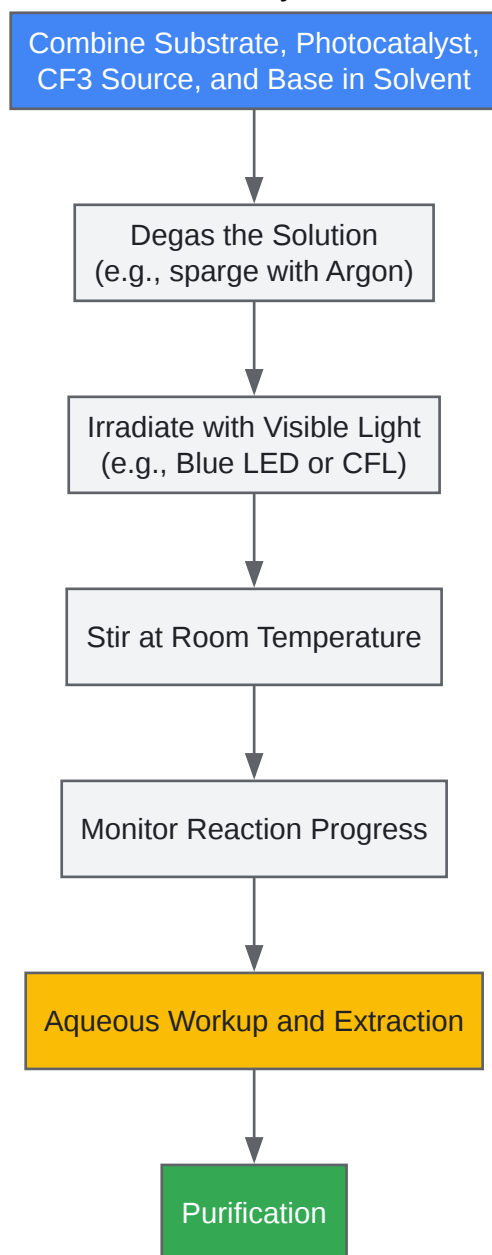 Combine Substrate, Photocatalyst,
CF3 Source, and Base in Solvent
Degas the Solution
(e.g., sparge with Argon)
Irradiate with Visible Light
(e.g., Blue LED or CFL)
Stir at Room Temperature
Monitor Reaction Progress
Aqueous Workup and Extraction
Purification